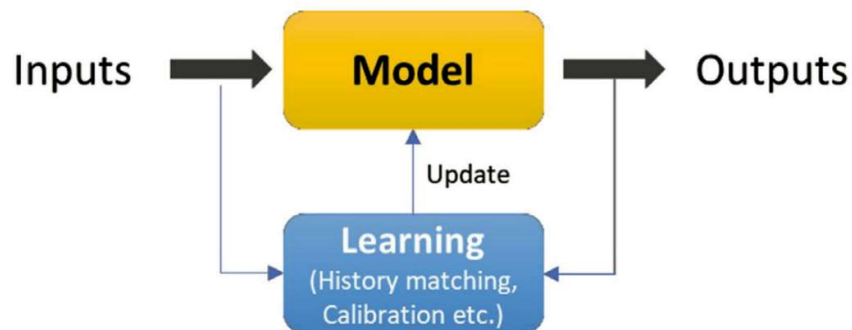 Inputs
Model
Outputs
Update
Learning
(History matching,
Calibration etc.)